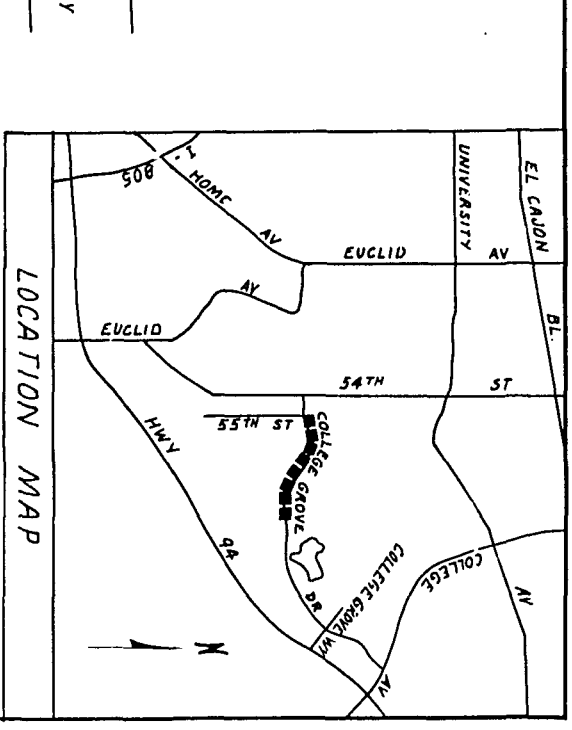 EL CAJON BL.
UNIVERSITY AV
EUCLID AV
HOME AV
I. 805
EUCLID AV
54TH ST
55TH ST
COLLEGE GROVE DR
COLLEGE GROVE WY
COLLEGE AV
HWY 94
N
LOCATION MAP
Y